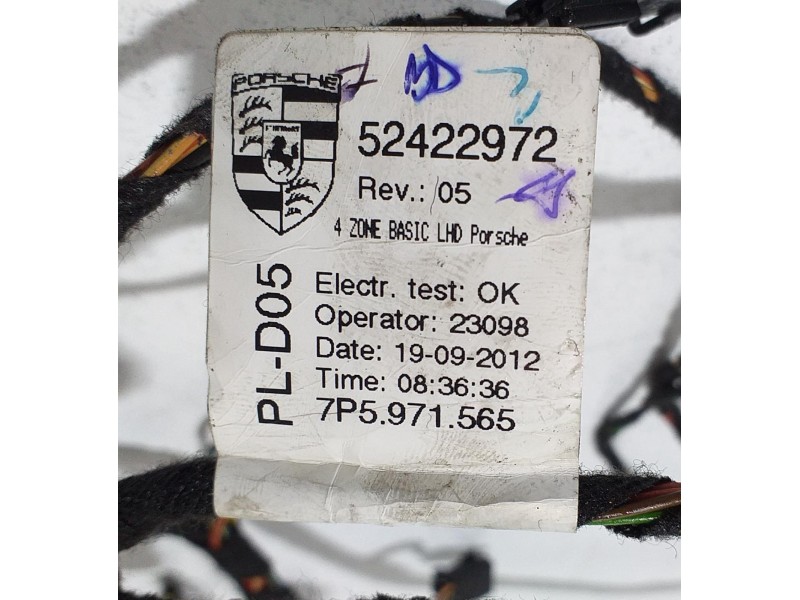 PORSCHE
ND
52422972
Rev.: 05
4 ZONE BASIC LHD Porsche
PL-D05
Electr. test: OK
Operator: 23098
Date: 19-09-2012
Time: 08:36:36
7P5.971.565